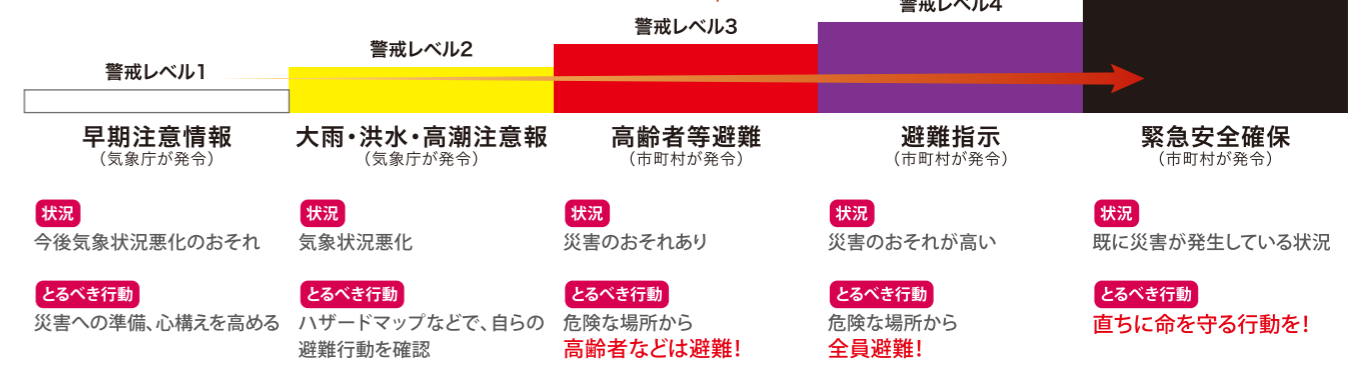 警戒レベル1
警戒レベル2
警戒レベル3
警戒レベル4
早期注意情報
(気象庁が発令)
状況
今後気象状況悪化のおそれ
とるべき行動
災害への準備、心構えを高める
大雨・洪水・高潮注意報
(気象庁が発令)
状況
気象状況悪化
とるべき行動
ハザードマップなどで、自らの
避難行動を確認
高齢者等避難
(市町村が発令)
状況
災害のおそれあり
とるべき行動
危険な場所から
高齢者などは避難!
避難指示
(市町村が発令)
状況
災害のおそれが高い
とるべき行動
危険な場所から
全員避難!
緊急安全確保
(市町村が発令)
状況
既に災害が発生している状況
とるべき行動
直ちに命を守る行動を!